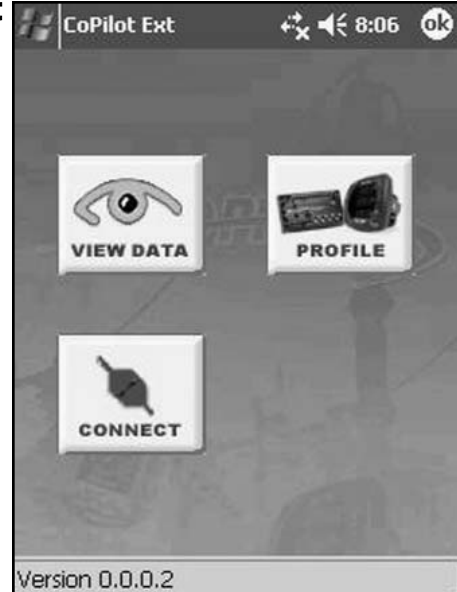 CoPilot Ext 8:06 ok
VIEW DATA PROFILE
CONNECT
Version 0.0.0.2